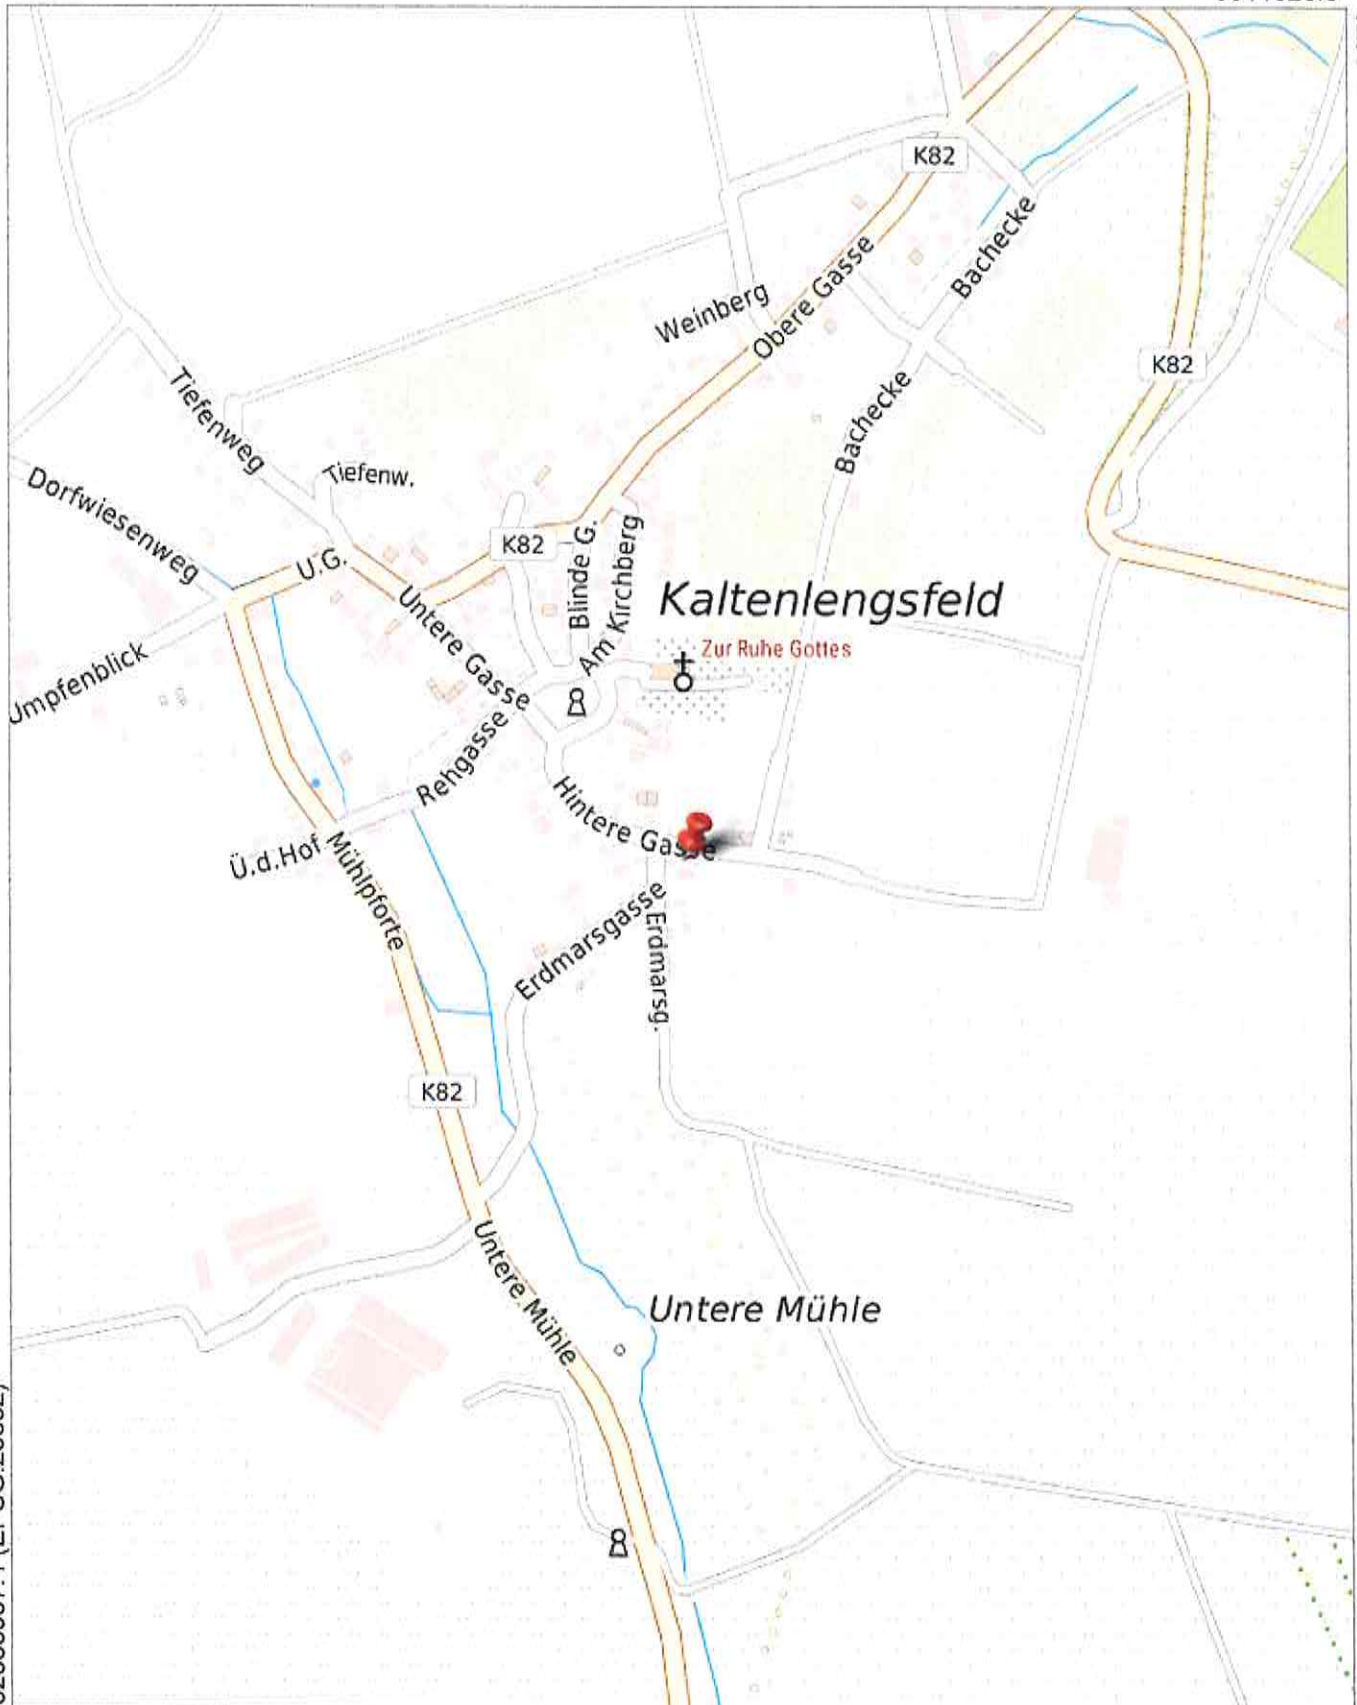 K82
Bachecke
Obere Gasse
Weinberg
K82
Bachecke
Tiefenweg
Tiefenw.
Dorfwiesenweg
K82
Blinde G.
Am Kirchberg
U.G.
Untere Gasse
Kaltenlengsfeld
Zur Ruhe Gottes
Umpfenblick
Rehgasse
Hintere Gasse
Ü.d.Hof
Mühlpforte
Erdmarsgasse
Erdmarsg.
K82
Untere Mühle
Untere Mühle